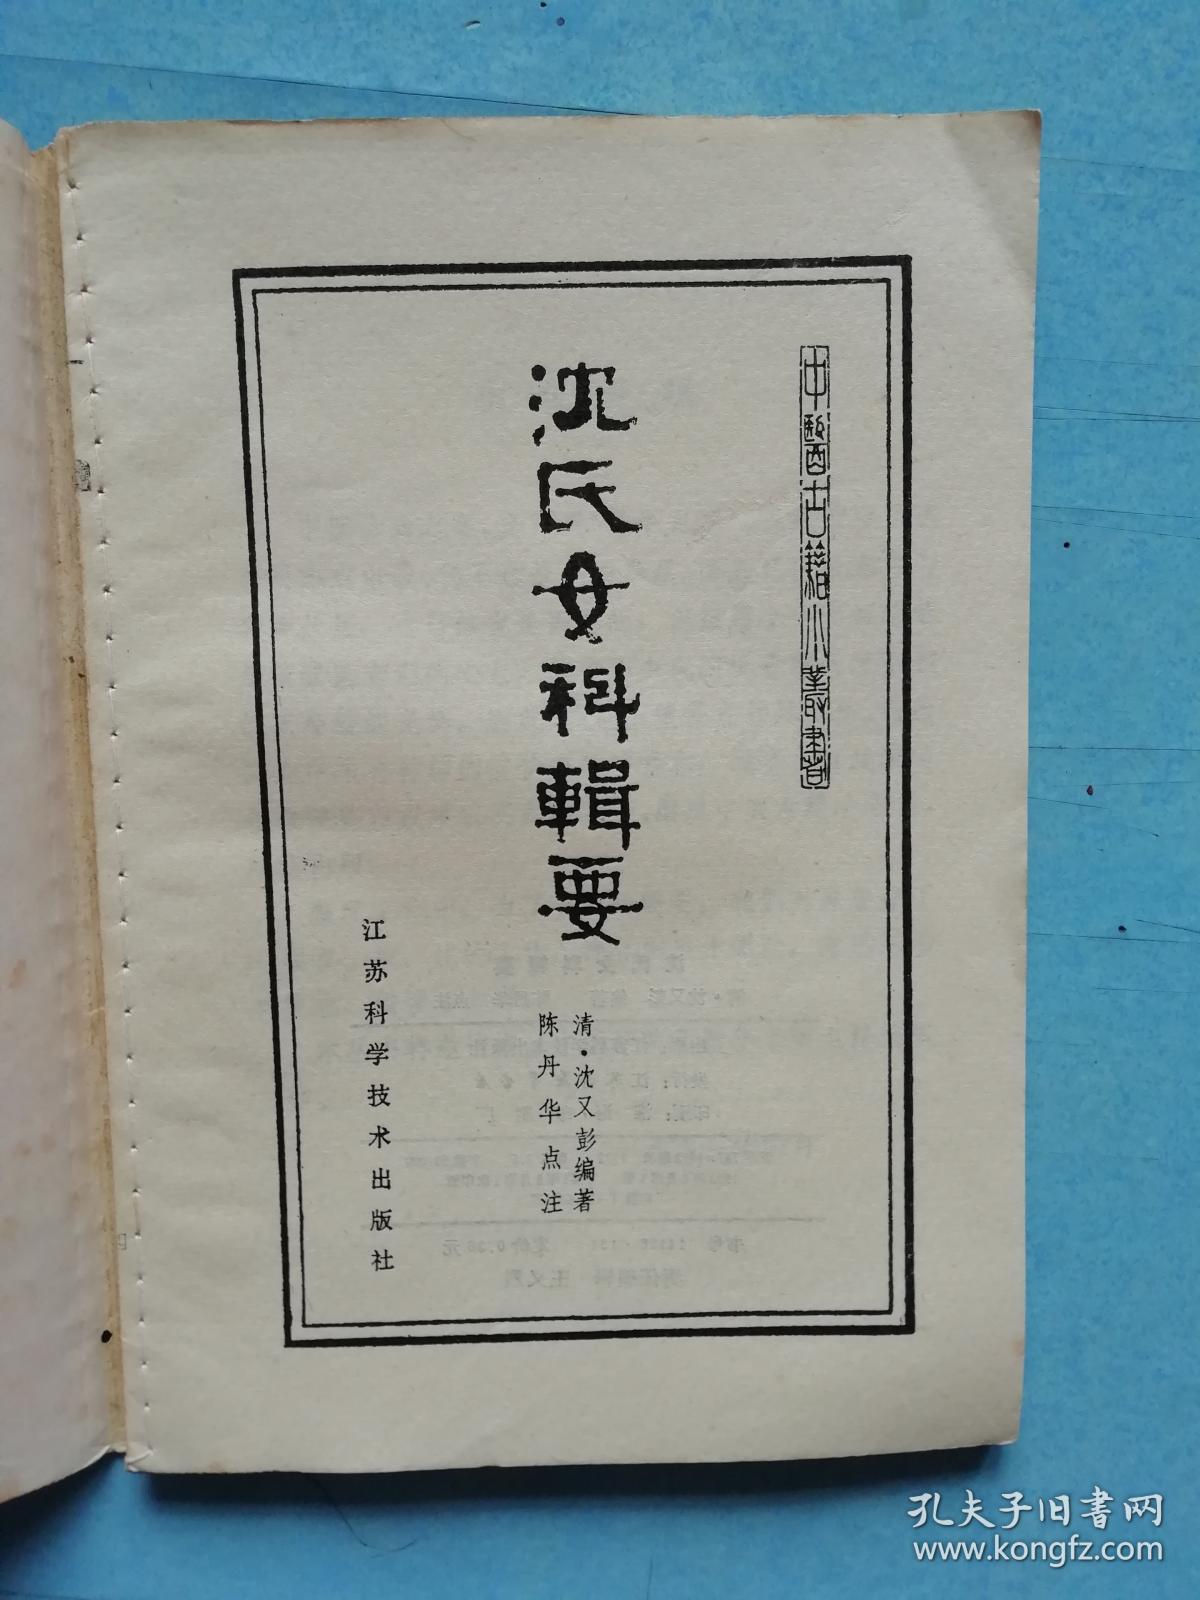 中醫古籍小叢書
沈氏女科輯要
清·沈又彭编著
陈丹华点注
江苏科学技术出版社
孔夫子旧书网
www.kongfz.com